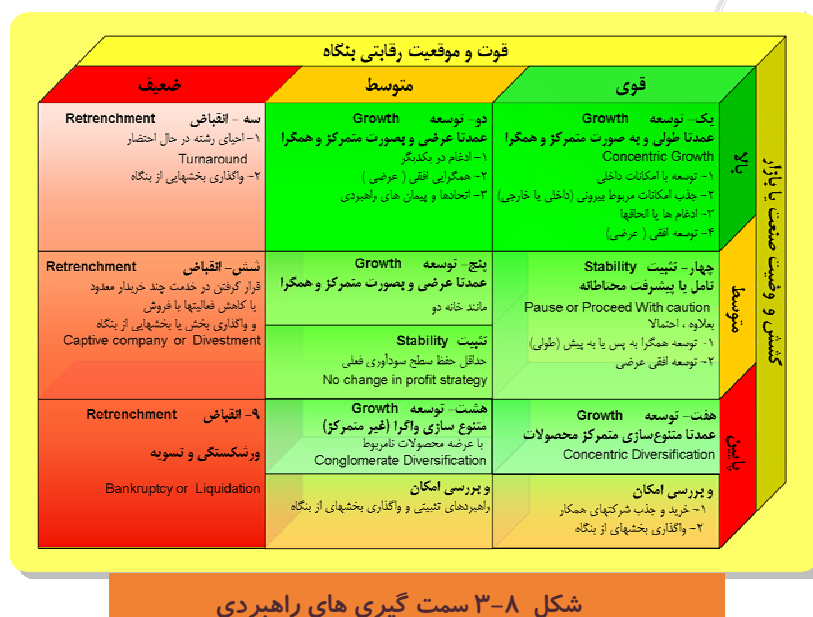 قوت و موقعیت رقابتی بنگاه
قوی
متوسط
ضعیف
کشش و وضیت صنعت یا بازار
بالا
یک- توسعه Growth
عمدتا طولی و به صورت متمرکز و همگرا
Concentric Growth
۱- توسعه با امکانات داخلی
۲- جذب امکانات مربوط بیرونی (داخلی یا خارجی)
۳- ادغام ها یا الحاقها
۴- توسعه افقی ( عرضی)
دو- توسعه Growth
عمدتا عرضی و بصورت متمرکز و همگرا
۱- ادغام در یکدیگر
۲- همگرایی افقی ( عرضی )
۳- اتحادها و پیمان های راهبردی
سه - انقباض Retrenchment
۱- احیای رشته در حال احتضار
Turnaround
۲- واگذاری بخشهایی از بنگاه
متوسط
چهار- تثبیت Stability
تامل یا پیشرفت محتاطانه
Pause or Proceed With caution
بعلاوه ، احتمالا
۱- توسعه همگرا به پس یا به پیش (طولی)
۲- توسعه افقی عرضی
پنج- توسعه Growth
عمدتا عرضی و بصورت متمرکز و همگرا
مانند خانه دو
تثبیت Stability
حداقل حفظ سطح سودآوری فعلی
No change in profit strategy
شش- انقباض Retrenchment
قرار گرفتن در خدمت چند خریدار معدود
یا کاهش فعالیتها با فروش
و واگذاری بخش یا بخشهایی از بنگاه
Captive company or Divestment
پایین
هفت- توسعه Growth
عمدتا متنوع‌سازی متمرکز محصولات
Concentric Diversification
و بررسی امکان
۱- خرید و جذب شرکتهای همکار
۲- واگذاری بخشهای از بنگاه
هشت- توسعه Growth
متنوع سازی واگرا (غیر متمرکز)
با عرضه محصولات نامربوط
Conglomerate Diversification
و بررسی امکان
راهبردهای تثبیتی و واگذاری بخشهای از بنگاه
۹- انقباض Retrenchment
ورشکستگی و تسویه
Bankruptcy or Liquidation
شکل ۸-۳ سمت گیری های راهبردی